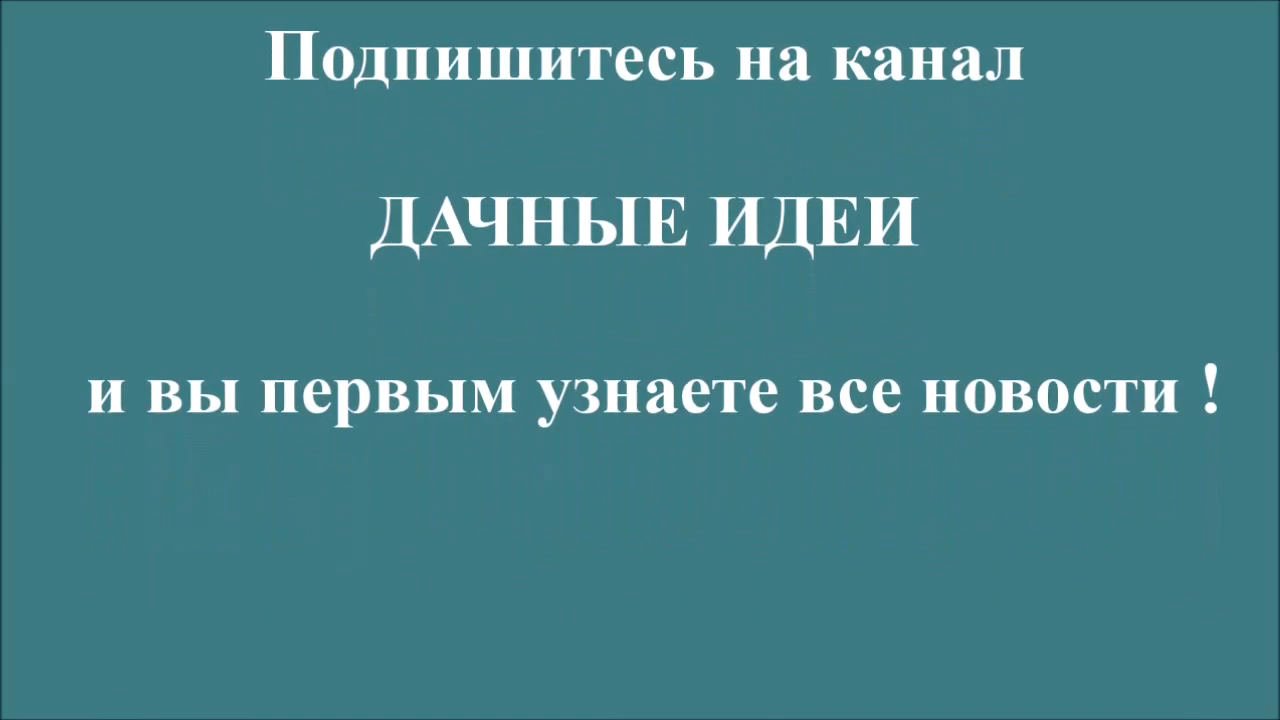 Подпишитесь на канал
ДАЧНЫЕ ИДЕИ
и вы первым узнаете все новости !